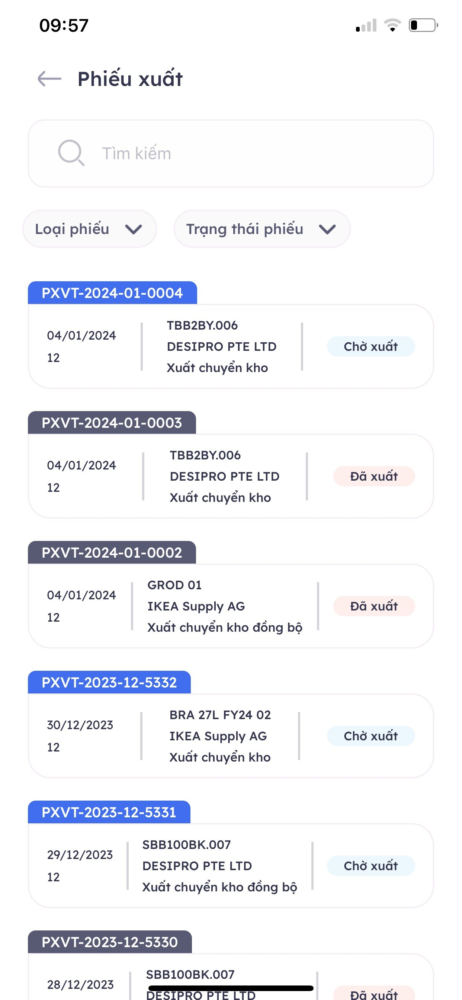 09:57
Phiếu xuất
Tìm kiếm
Loại phiếu
Trạng thái phiếu
PXVT-2024-01-0004
04/01/2024
12
TBB2BY.006
DESIPRO PTE LTD
Xuất chuyển kho
Chờ xuất
PXVT-2024-01-0003
04/01/2024
12
TBB2BY.006
DESIPRO PTE LTD
Xuất chuyển kho
Đã xuất
PXVT-2024-01-0002
04/01/2024
12
GROD 01
IKEA Supply AG
Xuất chuyển kho đồng bộ
Đã xuất
PXVT-2023-12-5332
30/12/2023
12
BRA 27L FY24 02
IKEA Supply AG
Xuất chuyển kho
Chờ xuất
PXVT-2023-12-5331
29/12/2023
12
SBB100BK.007
DESIPRO PTE LTD
Xuất chuyển kho đồng bộ
Chờ xuất
PXVT-2023-12-5330
28/12/2023
SBB100BK.007
DESIPRO PTE LTD
Đã xuất